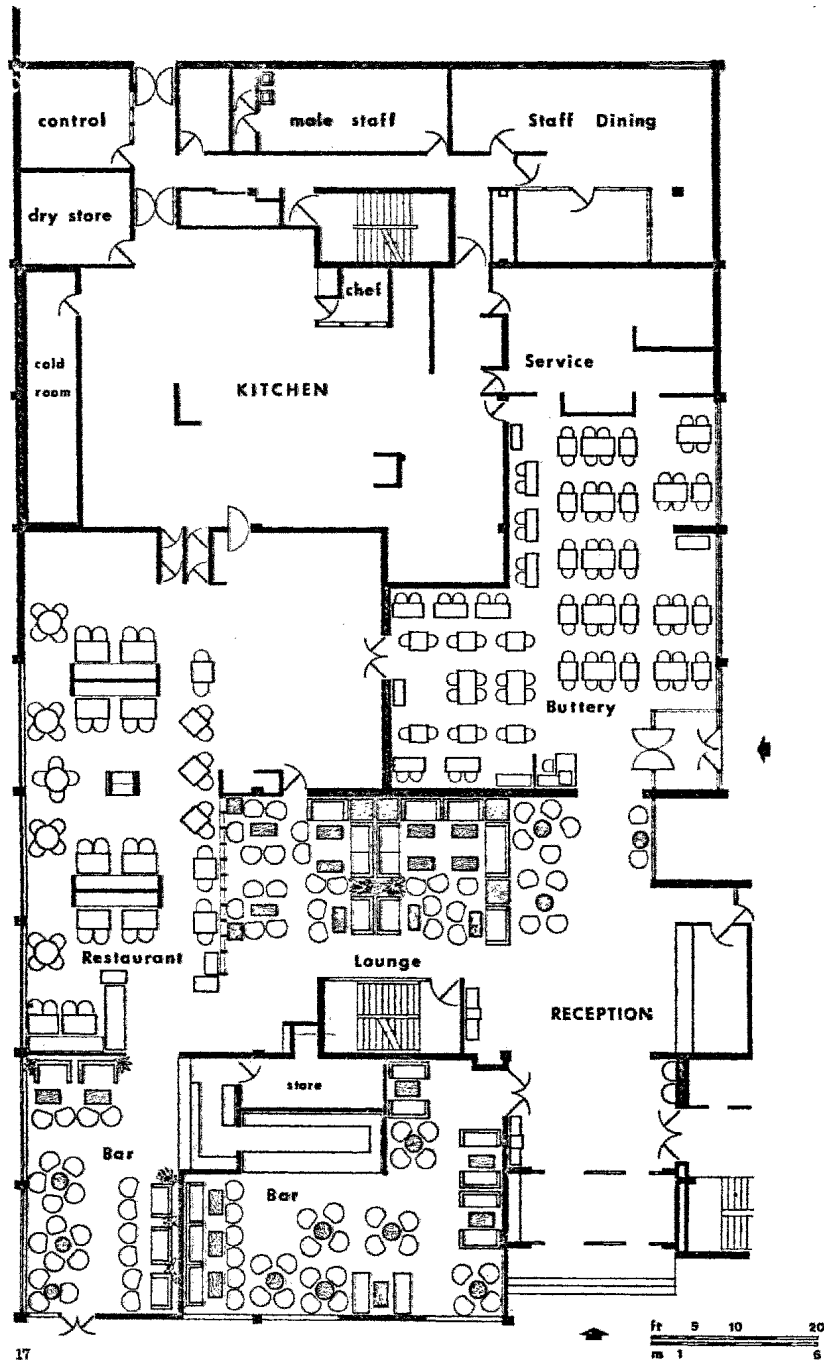 control
male staff
Staff Dining
dry store
chef
cold
room
KITCHEN
Service
Buttery
Restaurant
Lounge
RECEPTION
store
Bar
Bar
ft 5 10 20
m 1 6
17